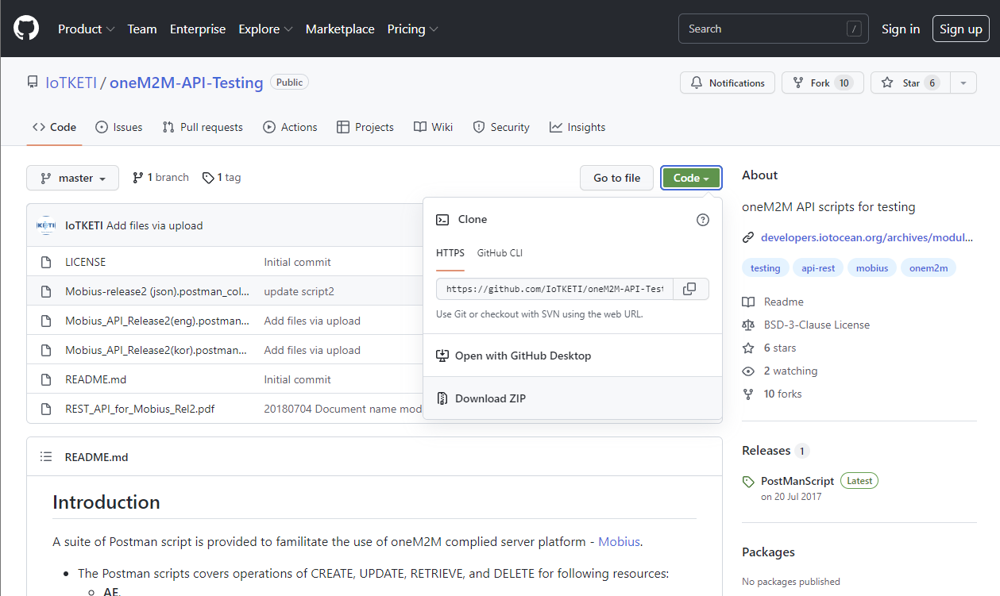 Product Team Enterprise Explore Marketplace Pricing Search / Sign in Sign up
IoTKETI / oneM2M-API-Testing Public Notifications Fork 10 Star 6
Code Issues Pull requests Actions Projects Wiki Security Insights
master 1 branch 1 tag Go to file Code
IoTKETI Add files via upload
LICENSE Initial commit
Mobius-release2 (json).postman_col... update script2
Mobius_API_Release2(eng).postman... Add files via upload
Mobius_API_Release2(kor).postman... Add files via upload
README.md Initial commit
REST_API_for_Mobius_Rel2.pdf 20180704 Document name mod
Clone
HTTPS GitHub CLI
https://github.com/IoTKETI/oneM2M-API-Test
Use Git or checkout with SVN using the web URL.
Open with GitHub Desktop
Download ZIP
README.md
Introduction
A suite of Postman script is provided to familitate the use of oneM2M complied server platform - Mobius.
The Postman scripts covers operations of CREATE, UPDATE, RETRIEVE, and DELETE for following resources:
AE.
About
oneM2M API scripts for testing
developers.iotocean.org/archives/modul...
testing api-rest mobius onem2m
Readme
BSD-3-Clause License
6 stars
2 watching
10 forks
Releases 1
PostManScript Latest
on 20 Jul 2017
Packages
No packages published